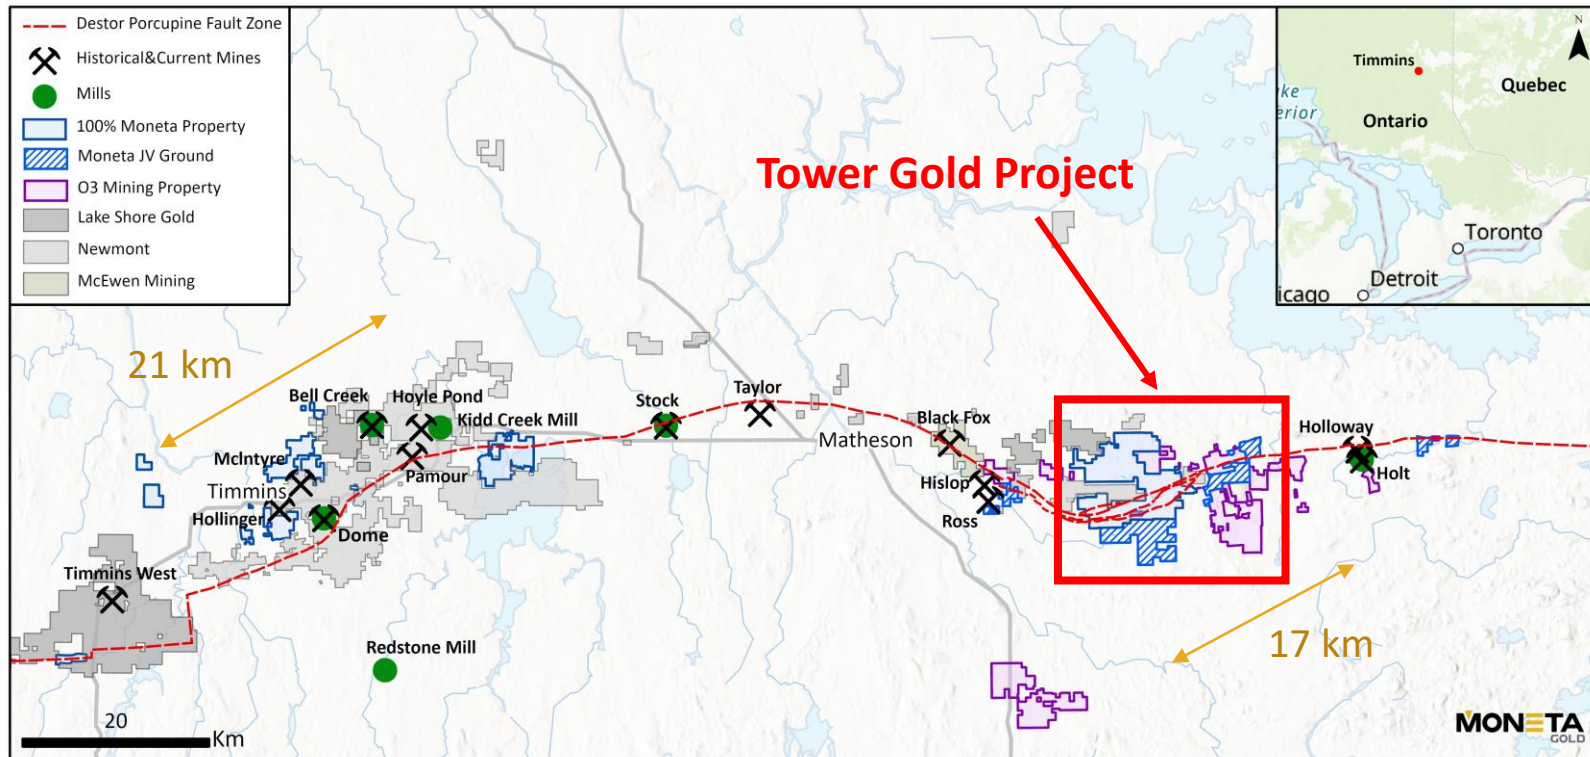 Destor Porcupine Fault Zone
Historical&Current Mines
Mills
100% Moneta Property
Moneta JV Ground
O3 Mining Property
Lake Shore Gold
Newmont
McEwen Mining
Tower Gold Project
N
Timmins
Quebec
Ontario
ke
erior
Toronto
Detroit
icago
21 km
Bell Creek
Hoyle Pond
Kidd Creek Mill
Stock
Taylor
Matheson
Black Fox
Holloway
Holt
McIntyre
Pamour
Timmins
Hollinger
Dome
Hislop
Ross
Timmins West
Redstone Mill
17 km
20
Km
MONETA
GOLD